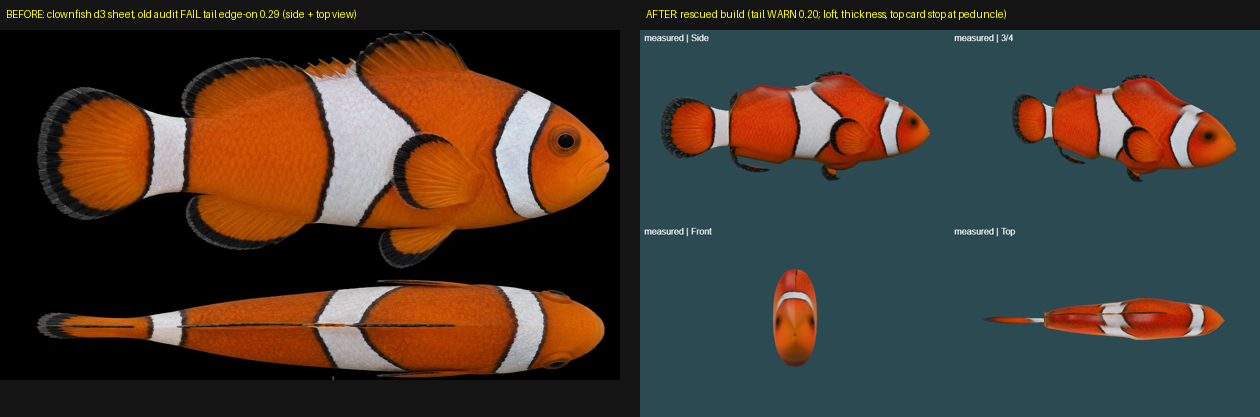 BEFORE: clownfish d3 sheet, old audit FAIL tail edge-on 0.29 (side + top view)
AFTER: rescued build (tail WARN 0.20; loft, thickness, top card stop at peduncle)
measured | Side
measured | 3/4
measured | Front
measured | Top